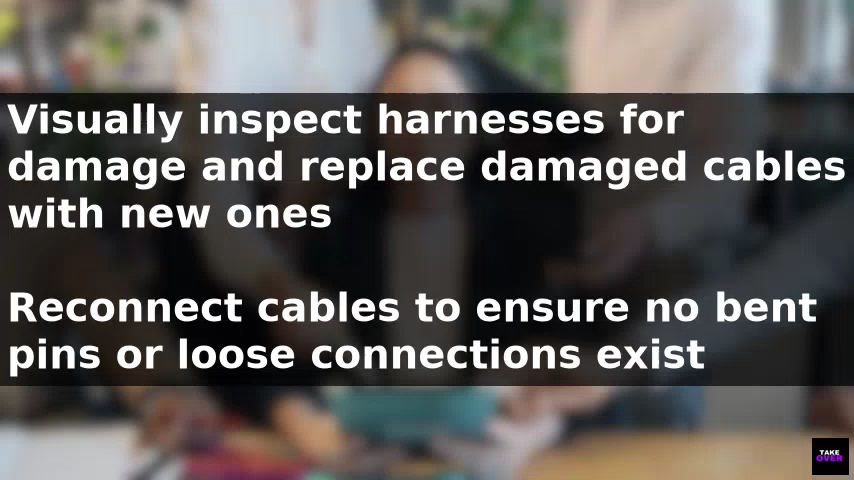 Visually inspect harnesses for
damage and replace damaged cables
with new ones
Reconnect cables to ensure no bent
pins or loose connections exist
TAKE
OVER